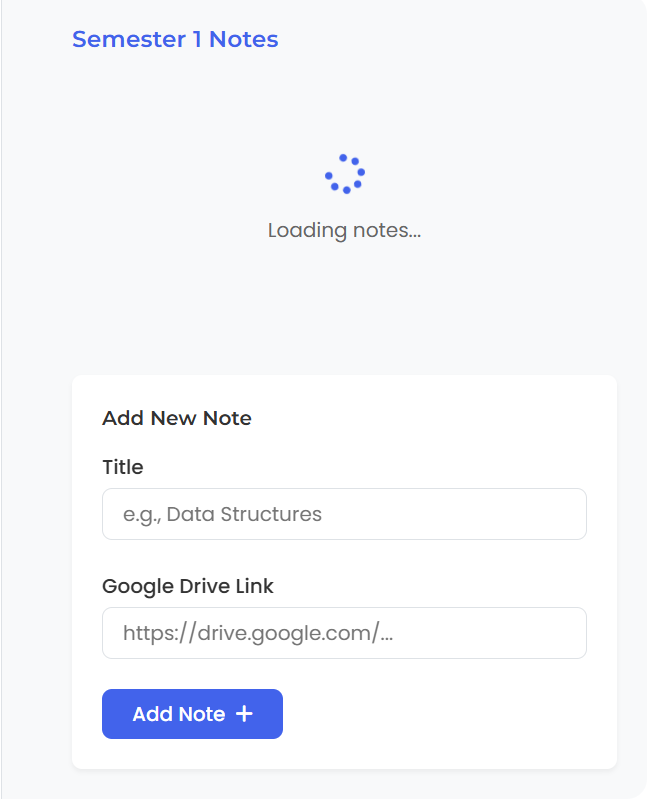 Semester 1 Notes
Loading notes...
Add New Note
Title
e.g., Data Structures
Google Drive Link
https://drive.google.com/...
Add Note +